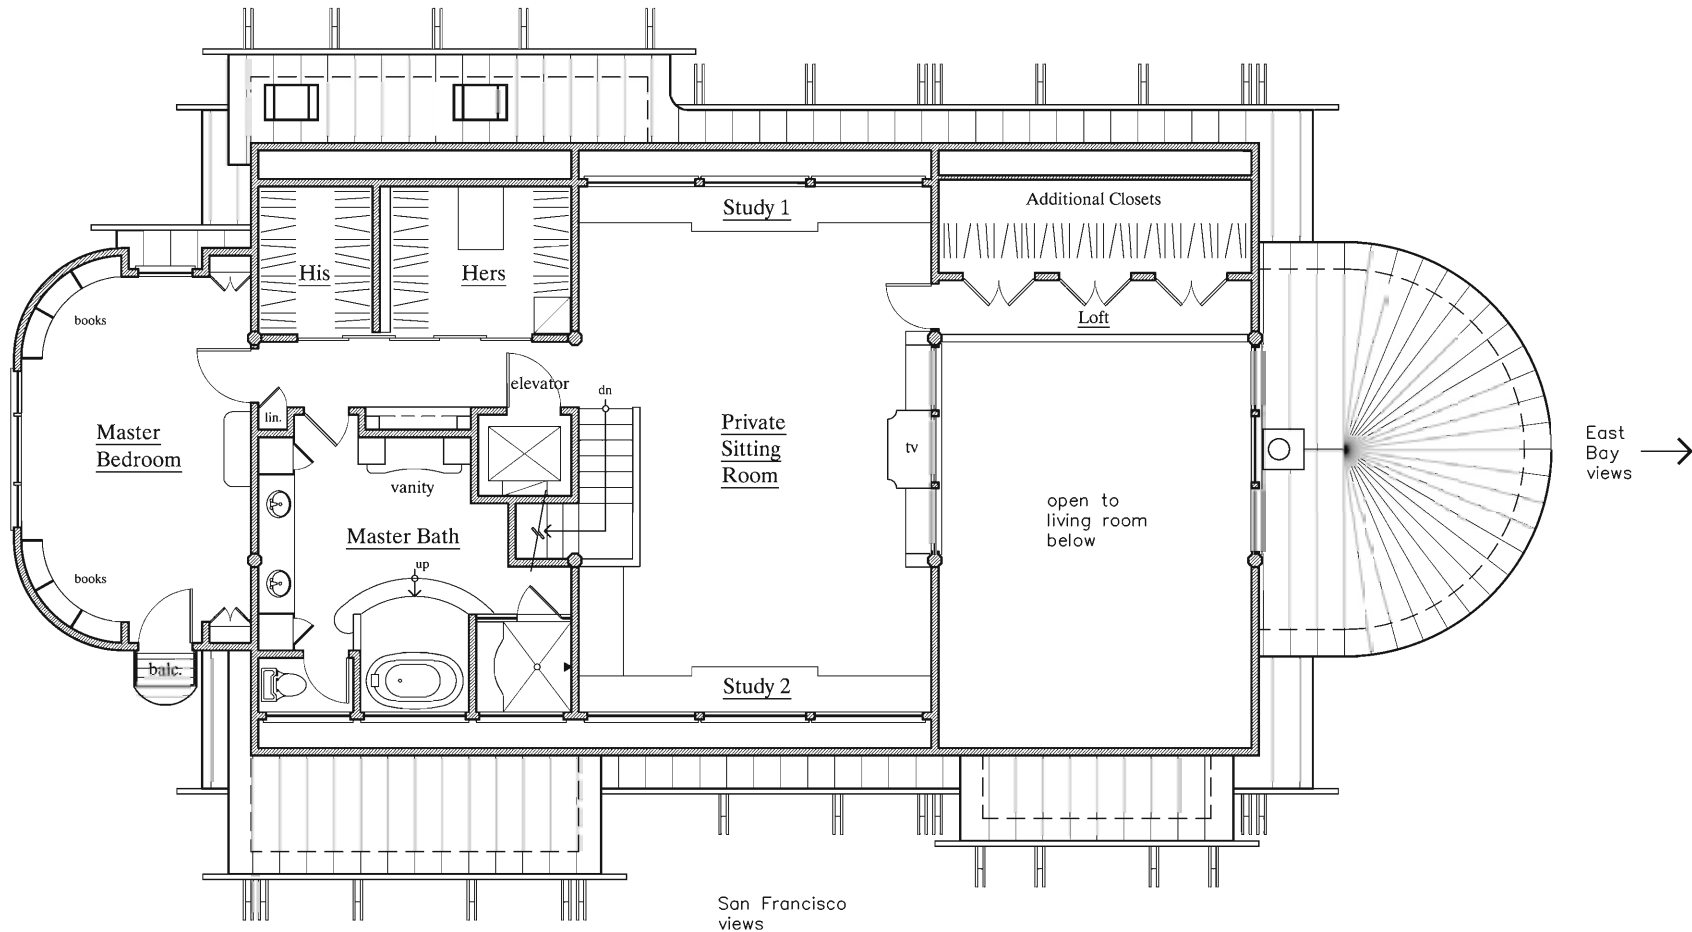 Additional Closets
Study 1
His
Hers
books
Loft
elevator
dn
lin.
Private
Sitting
Room
Master
Bedroom
tv
East
Bay
views
vanity
open to
living room
below
Master Bath
up
books
balc.
Study 2
San Francisco
views